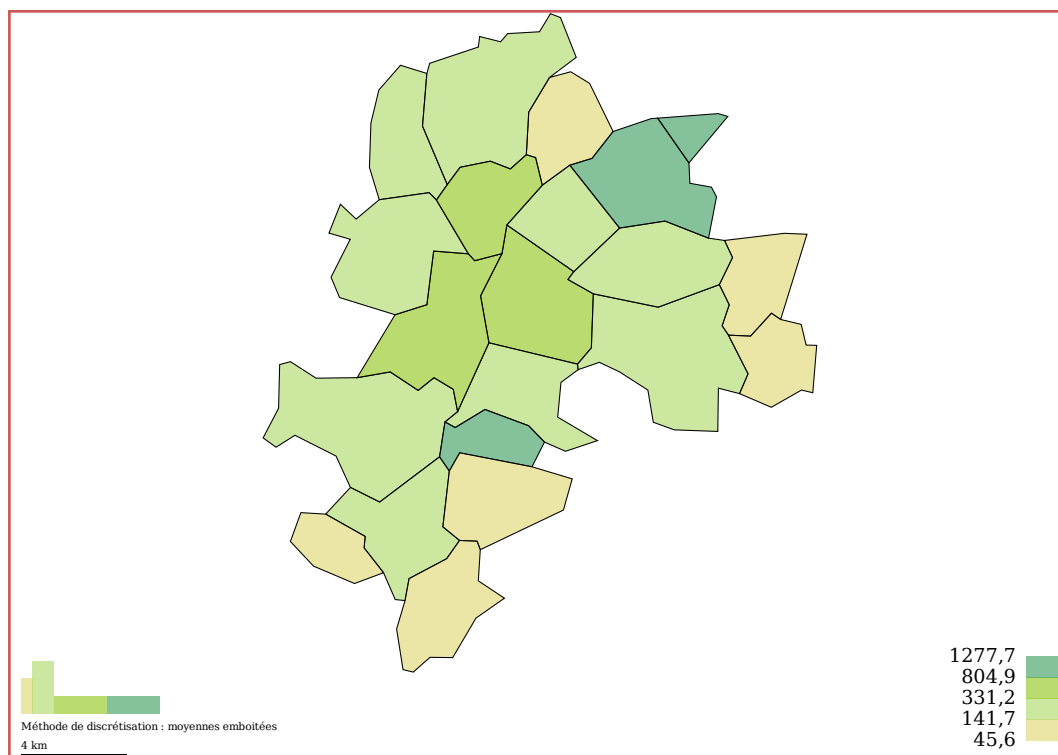 1277,7
804,9
331,2
141,7
45,6
Méthode de discrétisation : moyennes emboitées
4 km